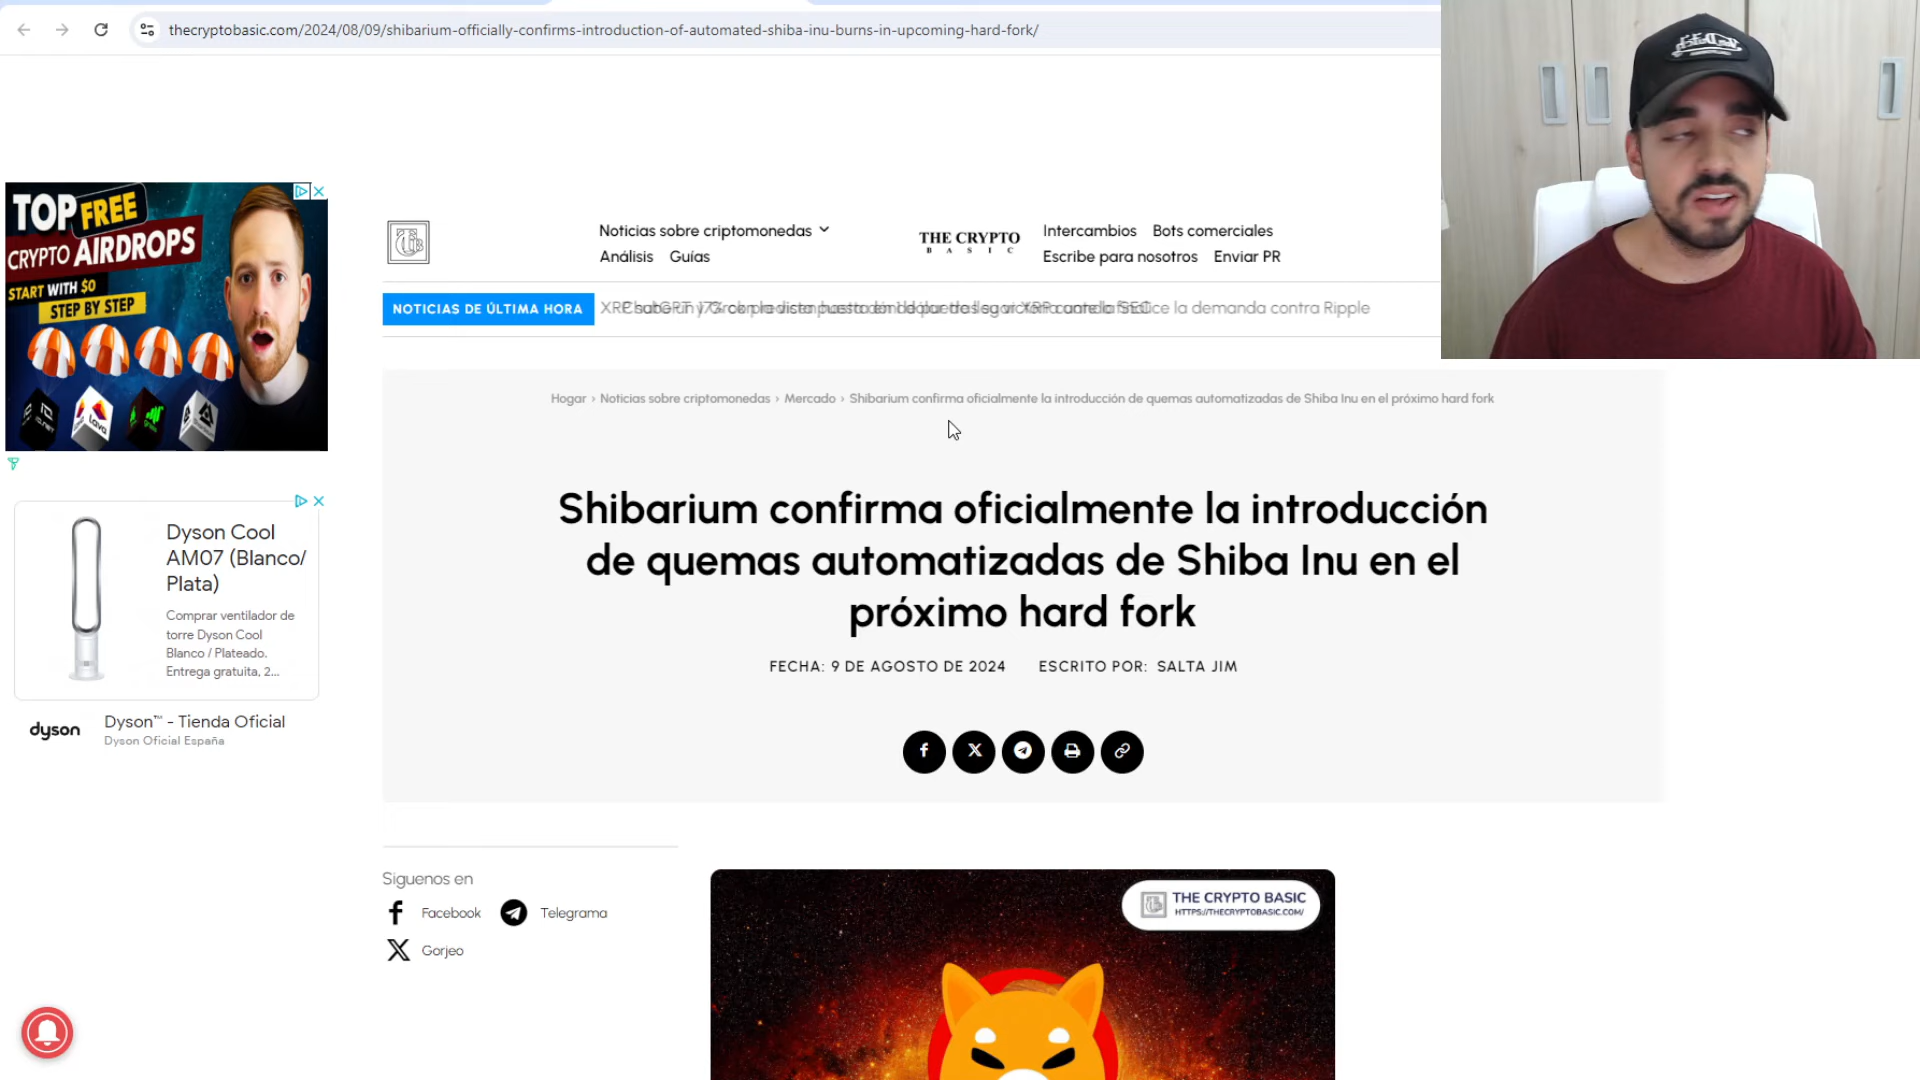 thecryptobasic.com/2024/08/09/shibarium-officially-confirms-introduction-of-automated-shiba-inu-burns-in-upcoming-hard-fork/
TOP FREE
CRYPTO AIRDROPS
START WITH $0
STEP BY STEP
Dyson Cool
AM07 (Blanco/
Plata)
Comprar ventilador de
torre Dyson Cool
Blanco / Plateado.
Entrega gratuita, 2...
dyson
Dyson™ - Tienda Oficial
Dyson Oficial España
Noticias sobre criptomonedas
Análisis Guías
THE CRYPTO
BASIC
Intercambios Bots comerciales
Escribe para nosotros Enviar PR
NOTICIAS DE ÚLTIMA HORA
la demanda contra Ripple
Hogar › Noticias sobre criptomonedas › Mercado › Shibarium confirma oficialmente la introducción de quemas automatizadas de Shiba Inu en el próximo hard fork
Shibarium confirma oficialmente la introducción
de quemas automatizadas de Shiba Inu en el
próximo hard fork
FECHA: 9 DE AGOSTO DE 2024 ESCRITO POR: SALTA JIM
Síguenos en
Facebook Telegrama
Gorjeo
THE CRYPTO BASIC
HTTPS://THECRYPTOBASIC.COM/